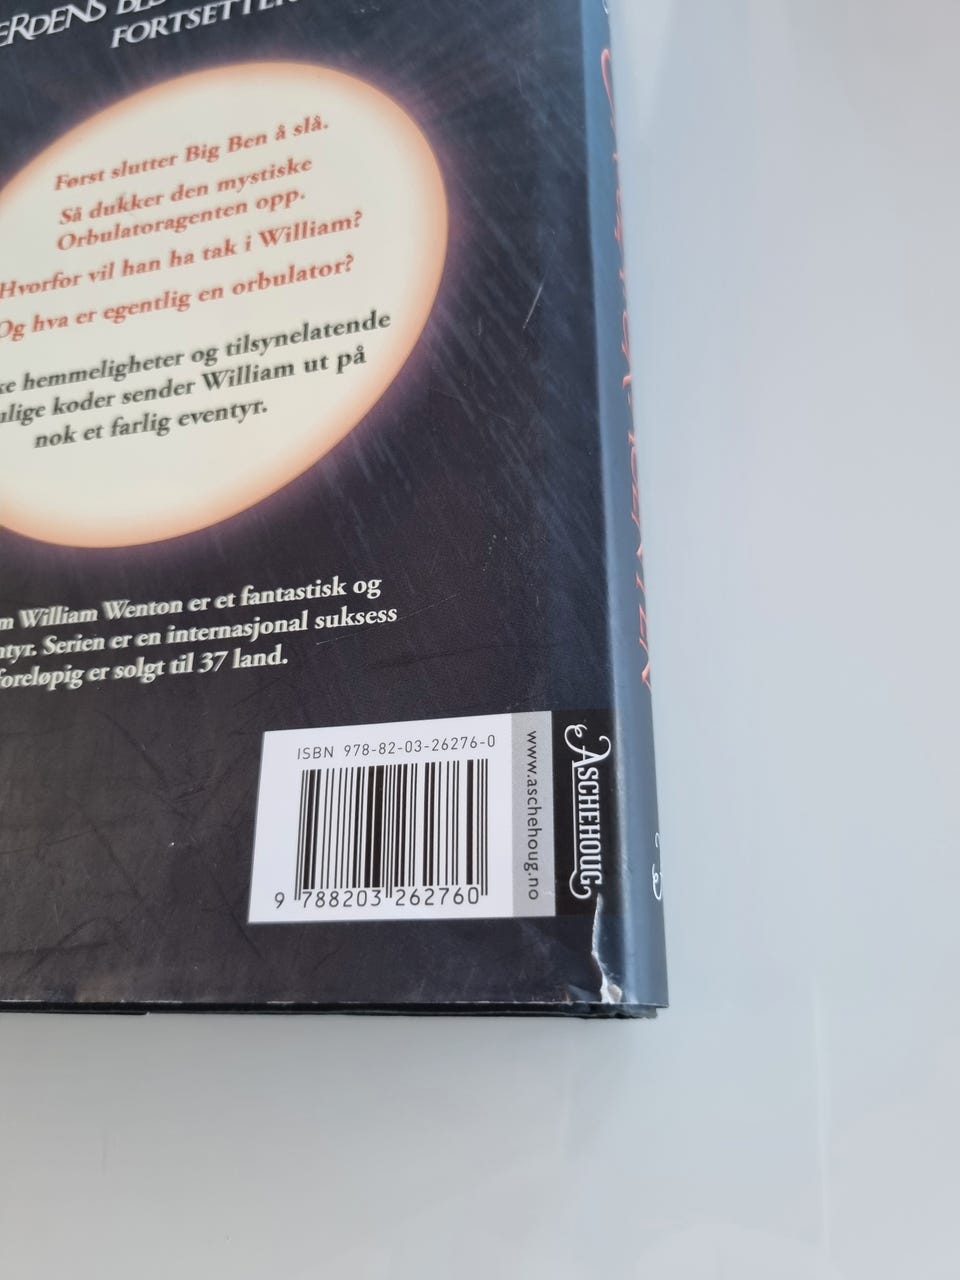 FORTSETTER
Først slutter Big Ben å slå.
Så dukker den mystiske
Orbulatoragenten opp.
Hvorfor vil han ha tak i William?
Og hva er egentlig en orbulator?
hemmeligheter og tilsynelatende
koder sender William ut på
nok et farlig eventyr.
William Wenton er et fantastisk og
Serien er en internasjonal suksess
foreløpig er solgt til 37 land.
ISBN 978-82-03-26276-0
9 788203 262760
www.aschehoug.no
ASCHEHOUG